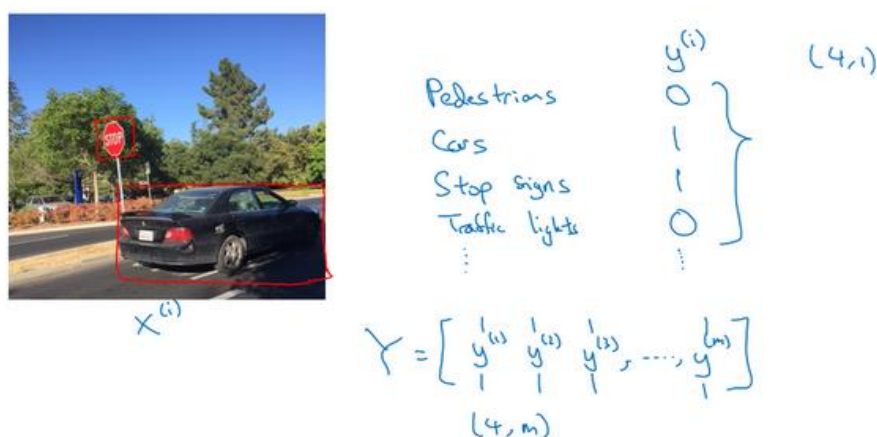 STOP
x^{(i)}
y^{(i)} (4,1)
Pedestrians 0
Cars 1
Stop signs 1
Traffic lights 0
⋮ ⋮
Y = [ y^{(1)} y^{(2)} y^{(3)}, ----, y^{(m)} ]
(4, m)